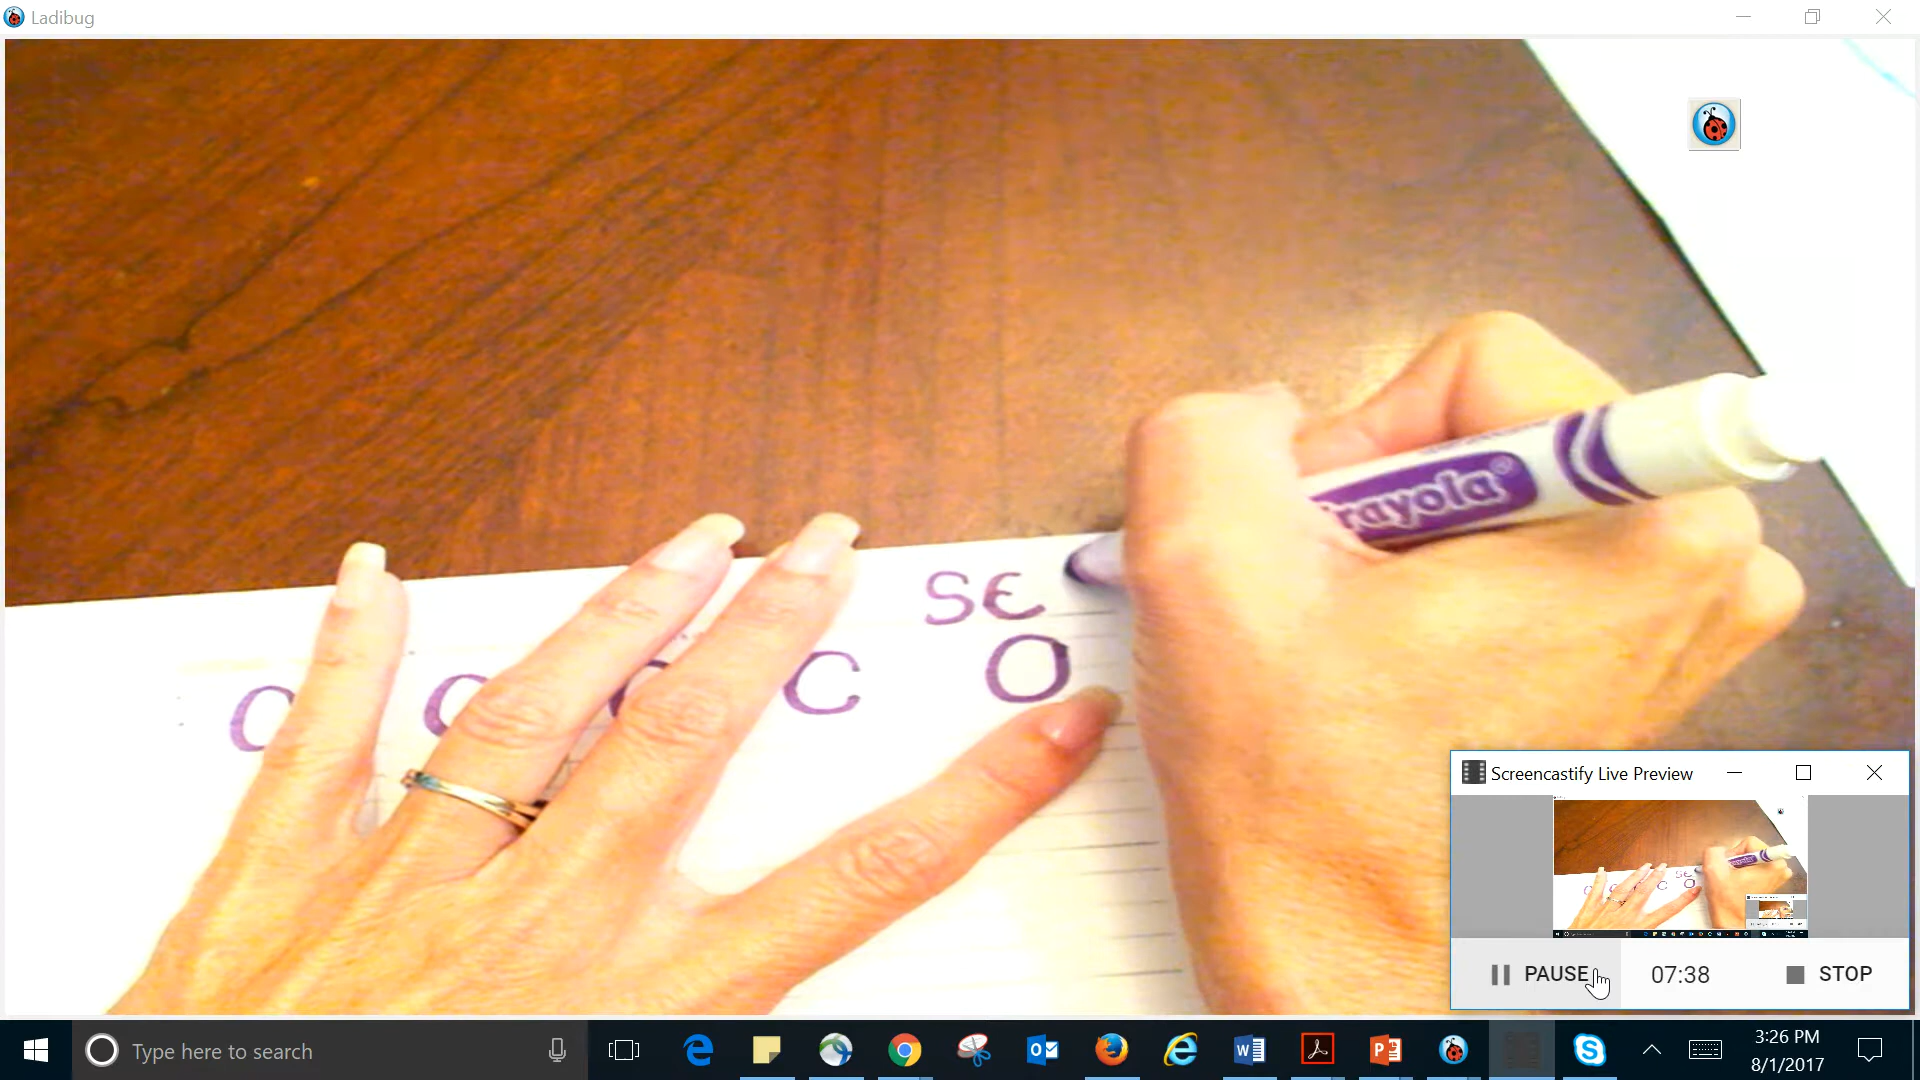 Ladibug
SE
C C C C O
Crayola®
Screencastify Live Preview
PAUSE 07:38 STOP
Type here to search
3:26 PM
8/1/2017